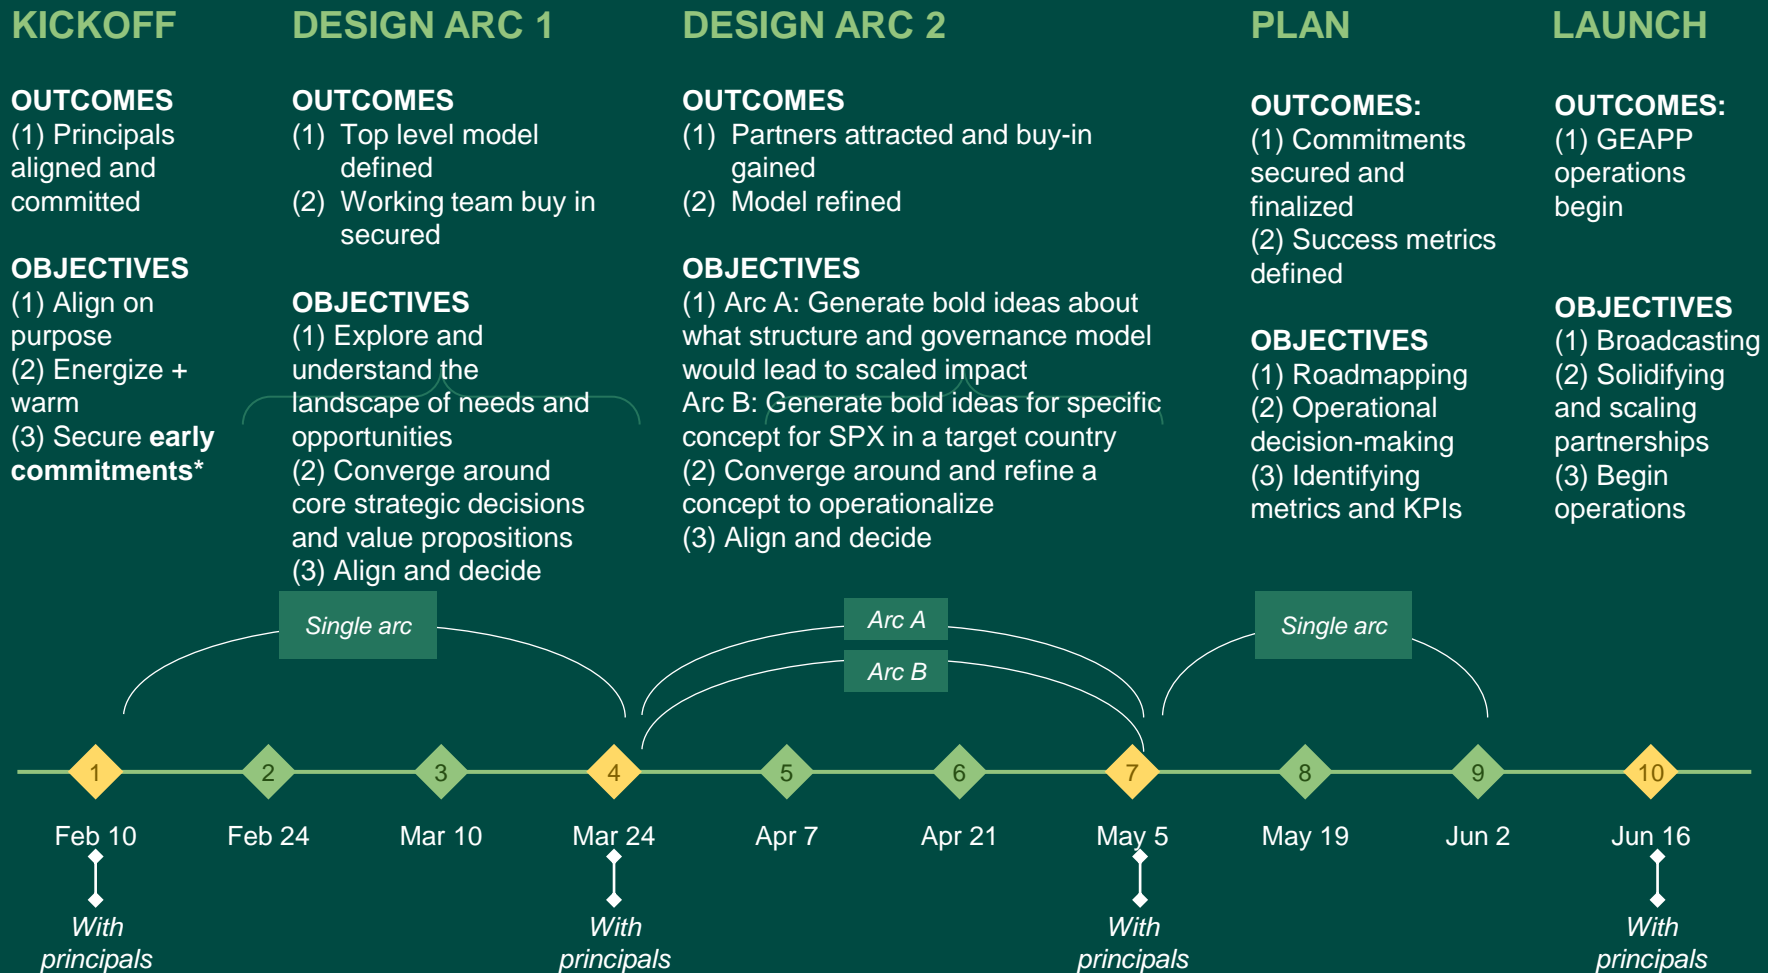 KICKOFF
OUTCOMES
(1) Principals
aligned and
committed
OBJECTIVES
(1) Align on
purpose
(2) Energize +
warm
(3) Secure early
commitments*
DESIGN ARC 1
OUTCOMES
(1) Top level model
defined
(2) Working team buy in
secured
OBJECTIVES
(1) Explore and
understand the
landscape of needs and
opportunities
(2) Converge around
core strategic decisions
and value propositions
(3) Align and decide
DESIGN ARC 2
OUTCOMES
(1) Partners attracted and buy-in
gained
(2) Model refined
OBJECTIVES
(1) Arc A: Generate bold ideas about
what structure and governance model
would lead to scaled impact
Arc B: Generate bold ideas for specific
concept for SPX in a target country
(2) Converge around and refine a
concept to operationalize
(3) Align and decide
PLAN
OUTCOMES:
(1) Commitments
secured and
finalized
(2) Success metrics
defined
OBJECTIVES
(1) Roadmapping
(2) Operational
decision-making
(3) Identifying
metrics and KPIs
LAUNCH
OUTCOMES:
(1) GEAPP
operations
begin
OBJECTIVES
(1) Broadcasting
(2) Solidifying
and scaling
partnerships
(3) Begin
operations
Single arc
Arc A
Arc B
Single arc
1
2
3
4
5
6
7
8
9
10
Feb 10
Feb 24
Mar 10
Mar 24
Apr 7
Apr 21
May 5
May 19
Jun 2
Jun 16
With
principals
With
principals
With
principals
With
principals